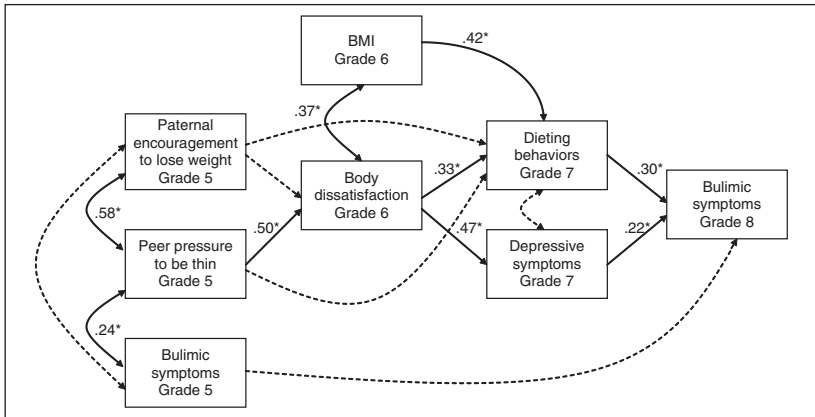 BMI
Grade 6
.42*
.37*
Paternal
encouragement
to lose weight
Grade 5
Dieting
behaviors
Grade 7
Body
dissatisfaction
Grade 6
.33*
.30*
Bulimic
symptoms
Grade 8
.58*
.50*
.47*
.22*
Peer pressure
to be thin
Grade 5
Depressive
symptoms
Grade 7
.24*
Bulimic
symptoms
Grade 5